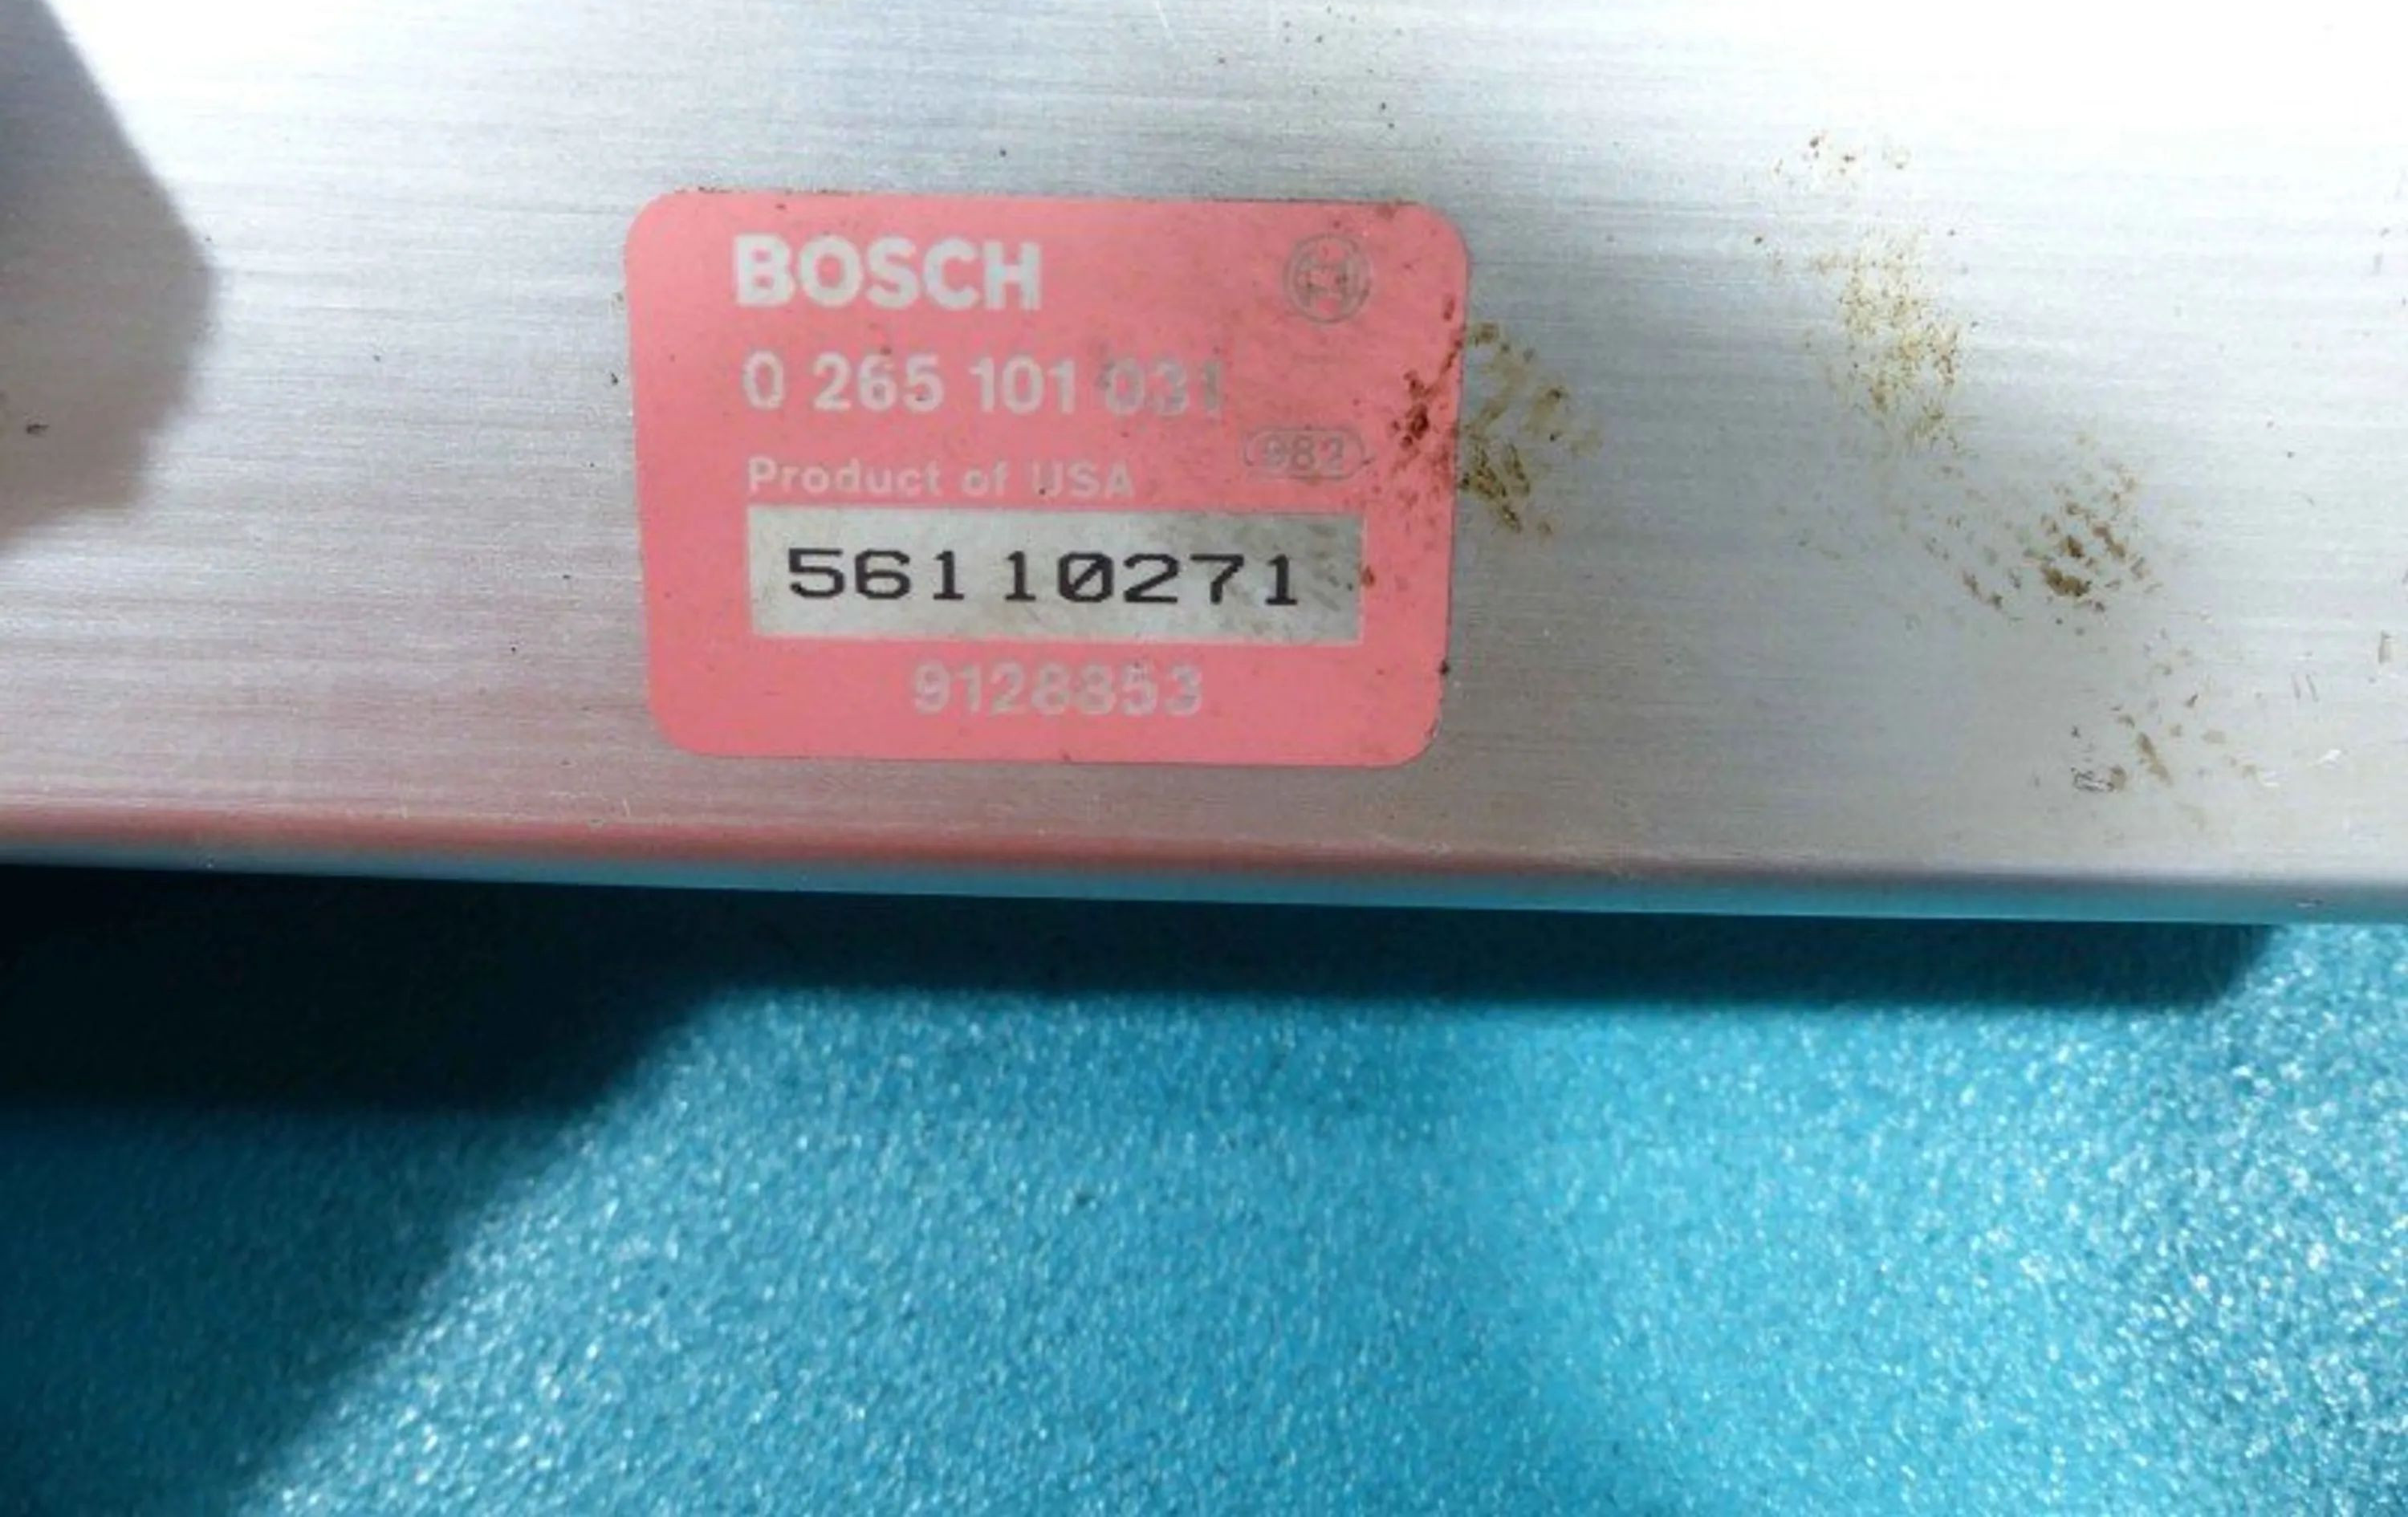 BOSCH
0 265 101 031
982
Product of USA
56110271
9128853